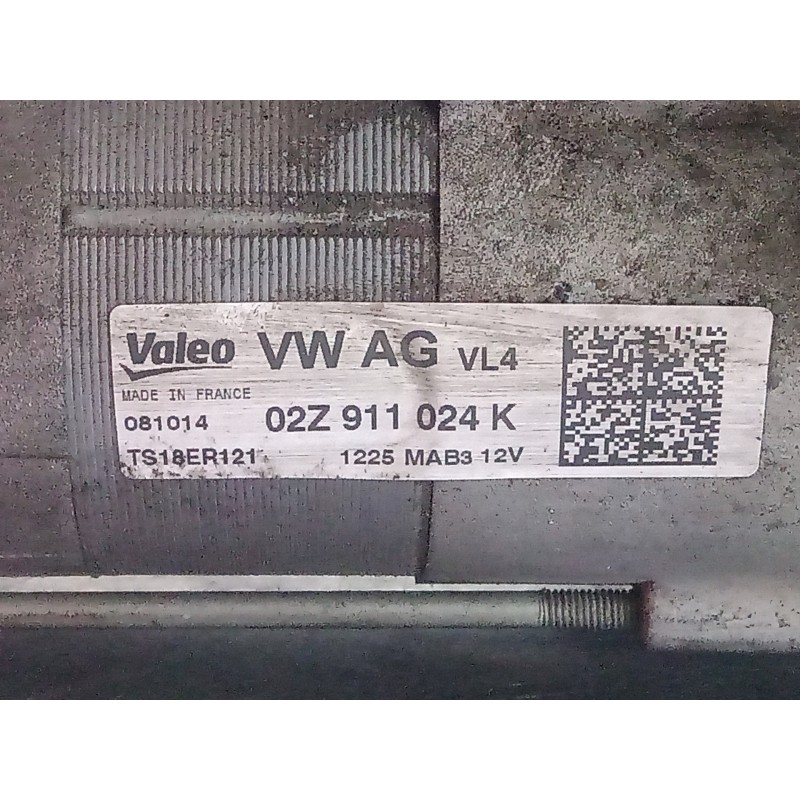 Valeo VW AG VL4
MADE IN FRANCE
081014 02Z 911 024 K
TS18ER121 1225 MAB3 12V